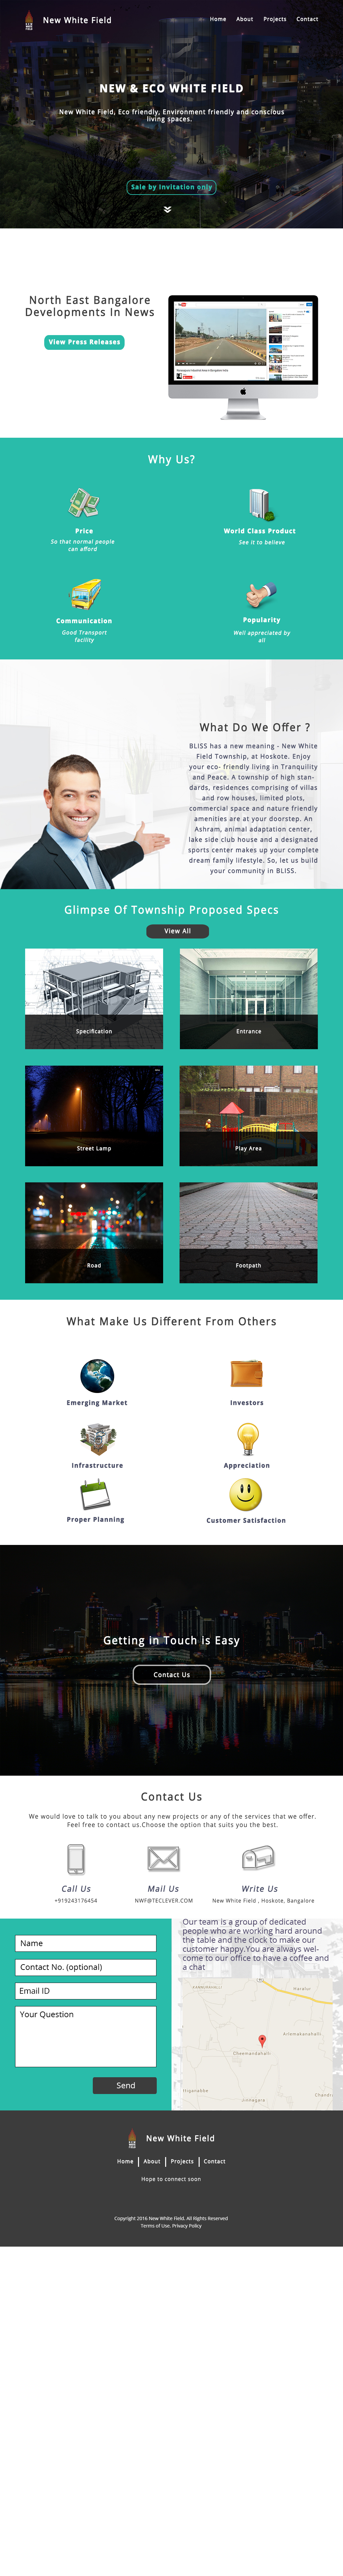 New White Field
Home About Projects Contact
NEW & ECO WHITE FIELD
New White Field, Eco friendly, Environment friendly and conscious
living spaces.
Sale by Invitation only
North East Bangalore
Developments In News
View Press Releases
Why Us?
Price
So that normal people
can afford
World Class Product
See it to believe
Communication
Good Transport
facility
Popularity
Well appreciated by
all
What Do We Offer ?
BLISS has a new meaning - New White
Field Township, at Hoskote. Enjoy
your eco- friendly living in Tranquility
and Peace. A township of high stan-
dards, residences comprising of villas
and row houses, limited plots,
commercial space and nature friendly
amenities are at your doorstep. An
Ashram, animal adaptation center,
lake side club house and a designated
sports center makes up your complete
dream family lifestyle. So, let us build
your community in BLISS.
Glimpse Of Township Proposed Specs
View All
Specification
Entrance
Street Lamp
Play Area
Road
Footpath
What Make Us Different From Others
Emerging Market
Investors
Infrastructure
Appreciation
Proper Planning
Customer Satisfaction
Getting in Touch is Easy
Contact Us
Contact Us
We would love to talk to you about any new projects or any of the services that we offer.
Feel free to contact us.Choose the option that suits you the best.
Call Us
+919243176454
Mail Us
NWF@TECLEVER.COM
Write Us
New White Field , Hoskote, Bangalore
Name
Contact No. (optional)
Email ID
Your Question
Send
Our team is a group of dedicated
people who are working hard around
the table and the clock to make our
customer happy.You are always wel-
come to our office to have a coffee and
a chat
New White Field
Home About Projects Contact
Hope to connect soon
Copyright 2016 New White Field. All Rights Reserved
Terms of Use. Privacy Policy